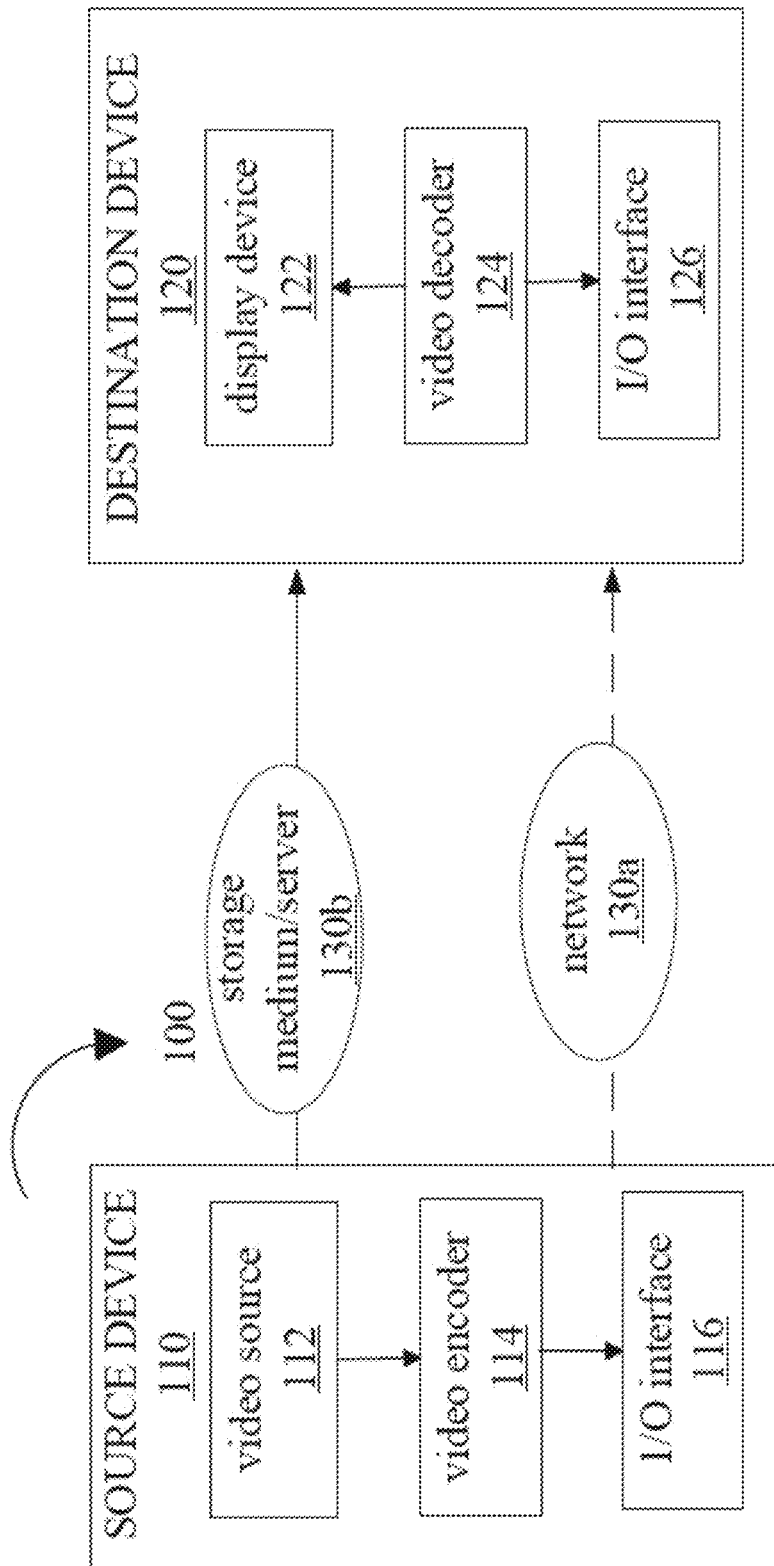 SOURCE DEVICE
110
video source
112
video encoder
114
I/O interface
116
100
storage
medium/server
130b
network
130a
DESTINATION DEVICE
120
display device
122
video decoder
124
I/O interface
126